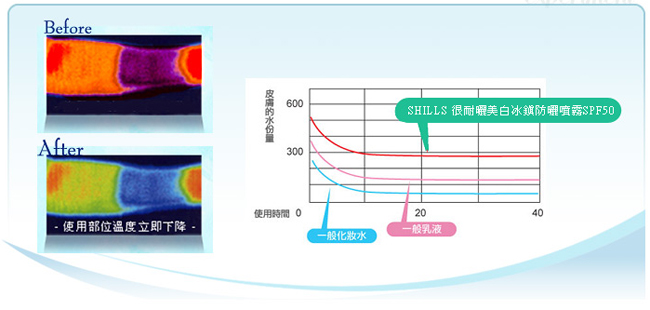 Before
After
- 使用部位溫度立即下降 -
皮膚的水份量
600
300
SHILLS 很耐曬美白冰鎮防曬噴霧SPF50
使用時間 0 20 40
一般化妝水
一般乳液